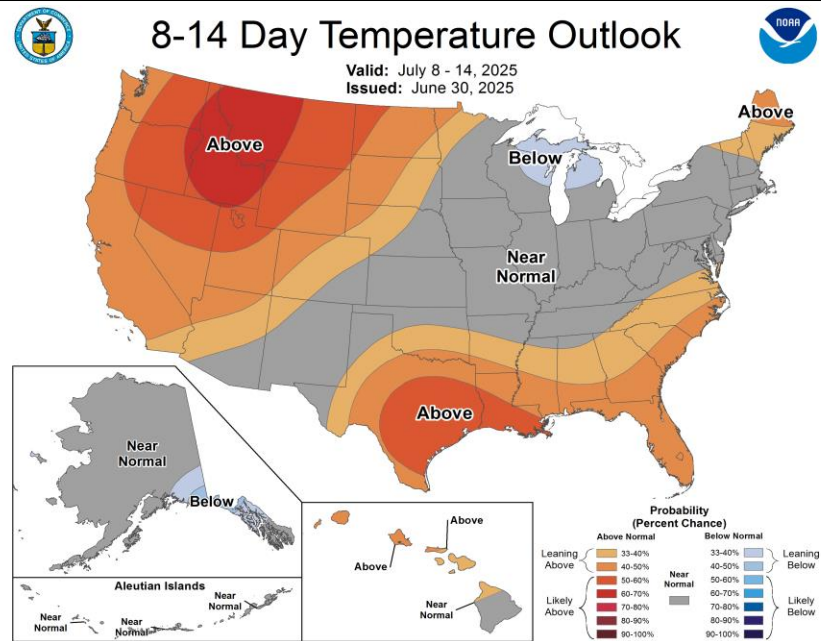 8-14 Day Temperature Outlook
Valid: July 8 - 14, 2025
Issued: June 30, 2025
NOAA
Above
Above
Below
Near
Normal
Above
Near
Normal
Below
Above
Above
Near
Normal
Aleutian Islands
Near
Normal
Near
Normal
Near
Normal
Probability
(Percent Chance)
Above Normal
Below Normal
Leaning
Above
Likely
Above
33-40%
40-50%
50-60%
60-70%
70-80%
80-90%
90-100%
Near
Normal
33-40%
40-50%
50-60%
60-70%
70-80%
80-90%
90-100%
Leaning
Below
Likely
Below